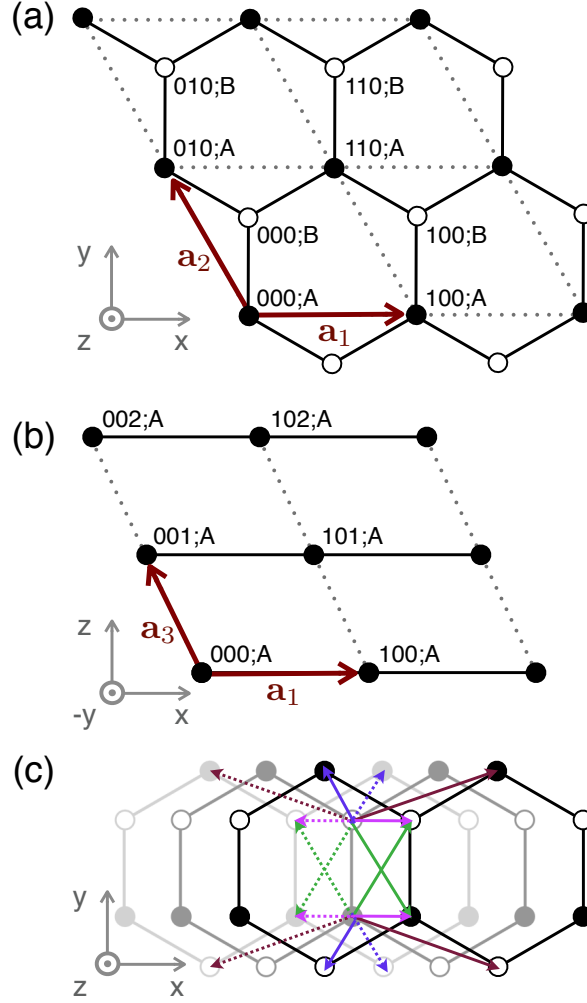 (a)
010;B 110;B
010;A 110;A
000;B 100;B
a₂
y
000;A 100;A
a₁
z x
(b)
002;A 102;A
001;A 101;A
z
a₃
000;A 100;A
a₁
-y x
(c)
y
z x